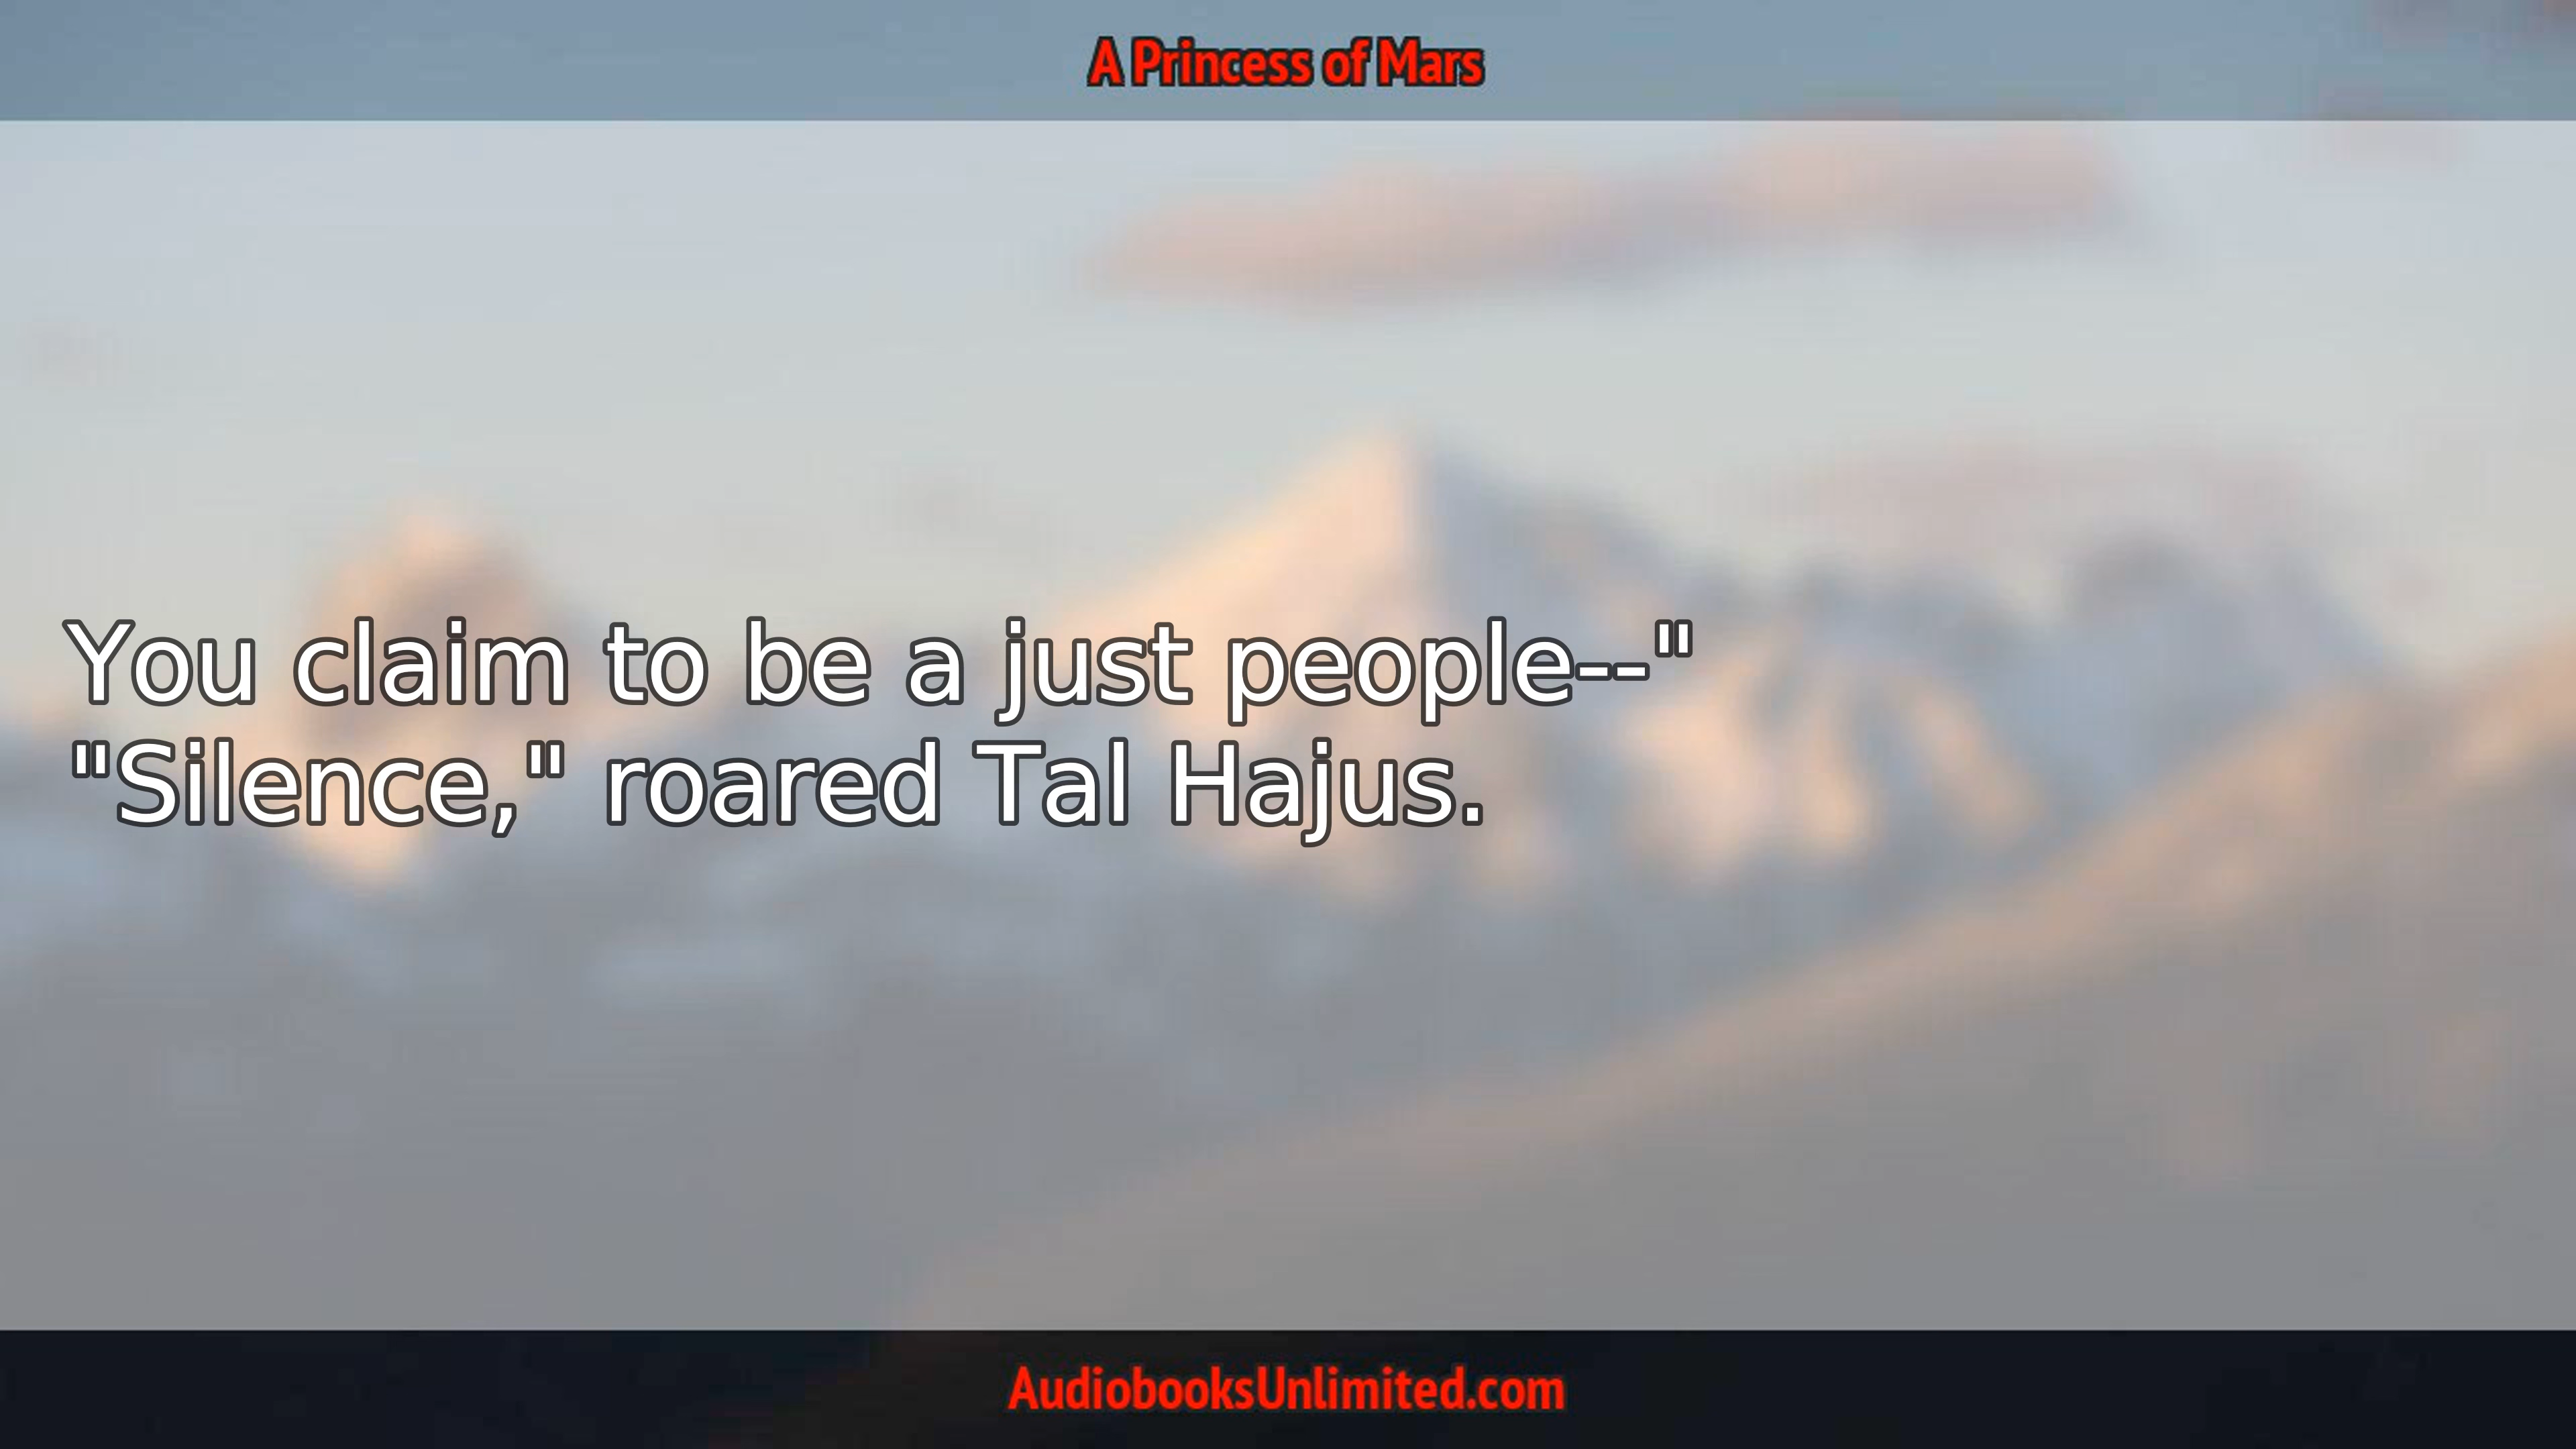 A Princess of Mars
You claim to be a just people--"
"Silence," roared Tal Hajus.
AudiobooksUnlimited.com